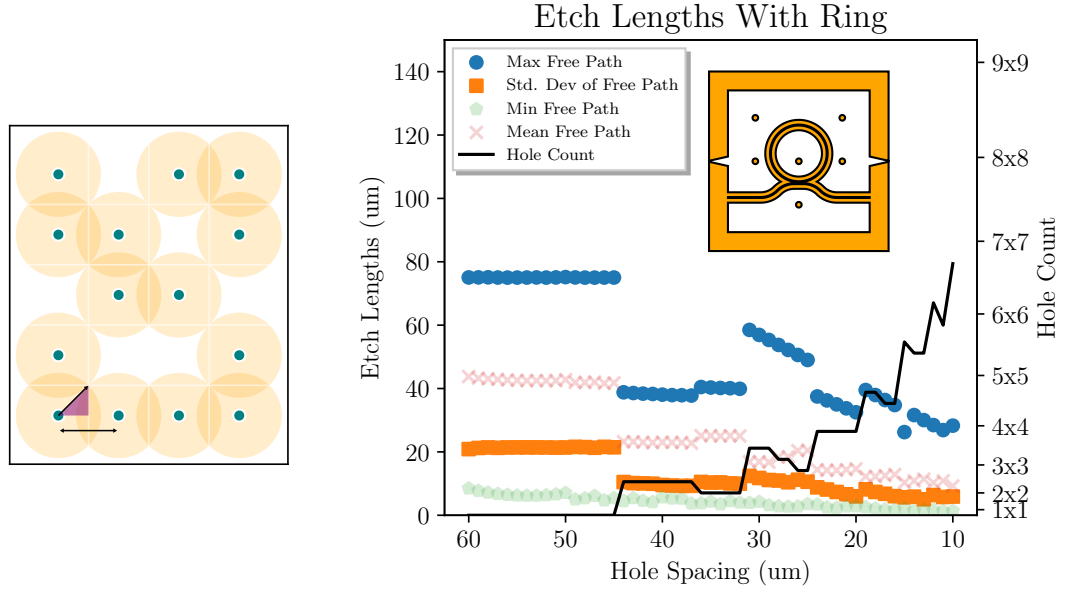 Etch Lengths With Ring
Max Free Path
Std. Dev of Free Path
Min Free Path
Mean Free Path
Hole Count
Etch Lengths (um)
140
120
100
80
60
40
20
0
9x9
8x8
7x7
6x6
5x5
4x4
3x3
2x2
1x1
Hole Count
60
50
40
30
20
10
Hole Spacing (um)